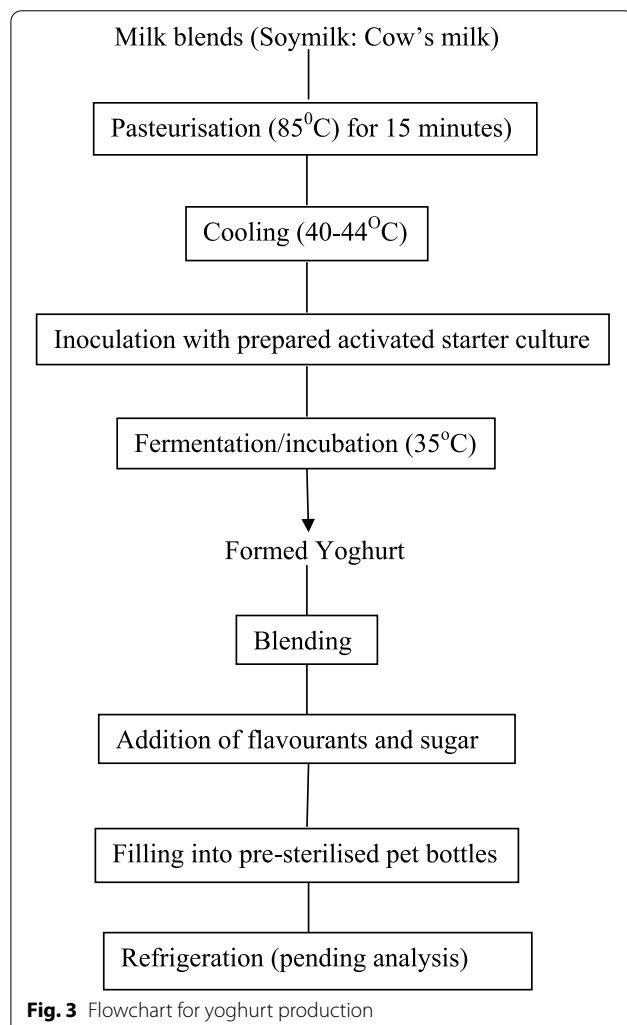 Milk blends (Soymilk: Cow's milk)
Pasteurisation (85⁰C) for 15 minutes)
Cooling (40-44ᴼC)
Inoculation with prepared activated starter culture
Fermentation/incubation (35ᵒC)
Formed Yoghurt
Blending
Addition of flavourants and sugar
Filling into pre-sterilised pet bottles
Refrigeration (pending analysis)
Fig. 3 Flowchart for yoghurt production